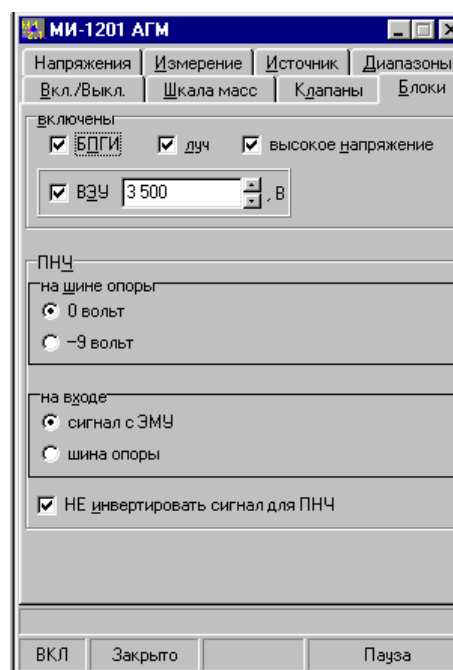 МИ-1201 АГМ
Напряжения Измерение Источник Диапазоны
Вкл./Выкл. Шкала масс Клапаны Блоки
включены
БПГИ луч высокое напряжение
ВЭУ 3 500 , В
ПНЧ
на шине опоры
0 вольт
−9 вольт
на входе
сигнал с ЭМУ
шина опоры
НЕ инвертировать сигнал для ПНЧ
ВКЛ Закрыто Пауза